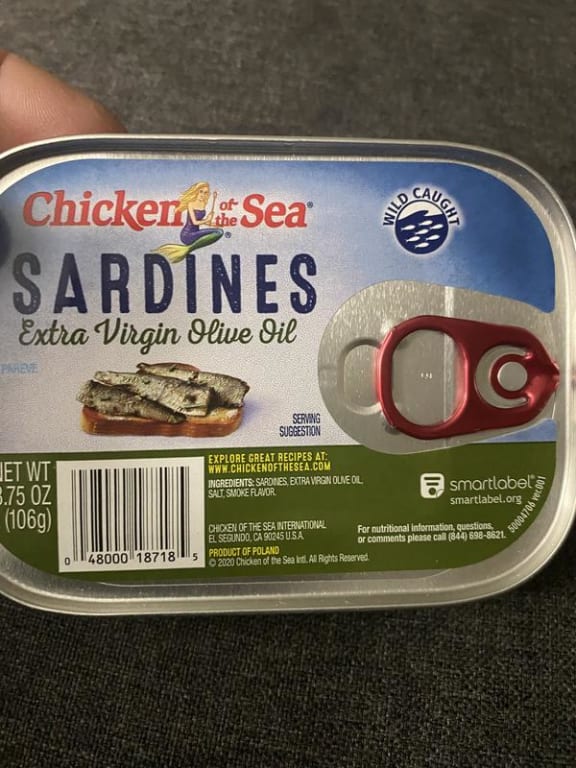 Chicken of the Sea®
®
WILD CAUGHT
SARDINES
Extra Virgin Olive Oil
PAREVE
SERVING
SUGGESTION
NET WT
3.75 OZ
(106g)
EXPLORE GREAT RECIPES AT:
WWW.CHICKENOFTHESEA.COM
INGREDIENTS: SARDINES, EXTRA VIRGIN OLIVE OIL,
SALT, SMOKE FLAVOR.
CHICKEN OF THE SEA INTERNATIONAL
EL SEGUNDO, CA 90245 U.S.A.
PRODUCT OF POLAND
© 2020 Chicken of the Sea Intl. All Rights Reserved.
0 48000 18718 5
smartlabel®
smartlabel.org
For nutritional information, questions,
or comments please call (844) 698-8621.
S0004706 ver.001